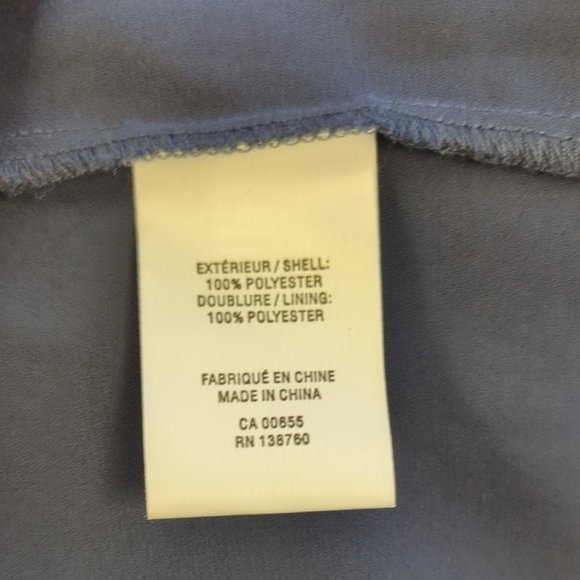 EXTÉRIEUR / SHELL:
100% POLYESTER
DOUBLURE / LINING:
100% POLYESTER
FABRIQUÉ EN CHINE
MADE IN CHINA
CA 00655
RN 138760